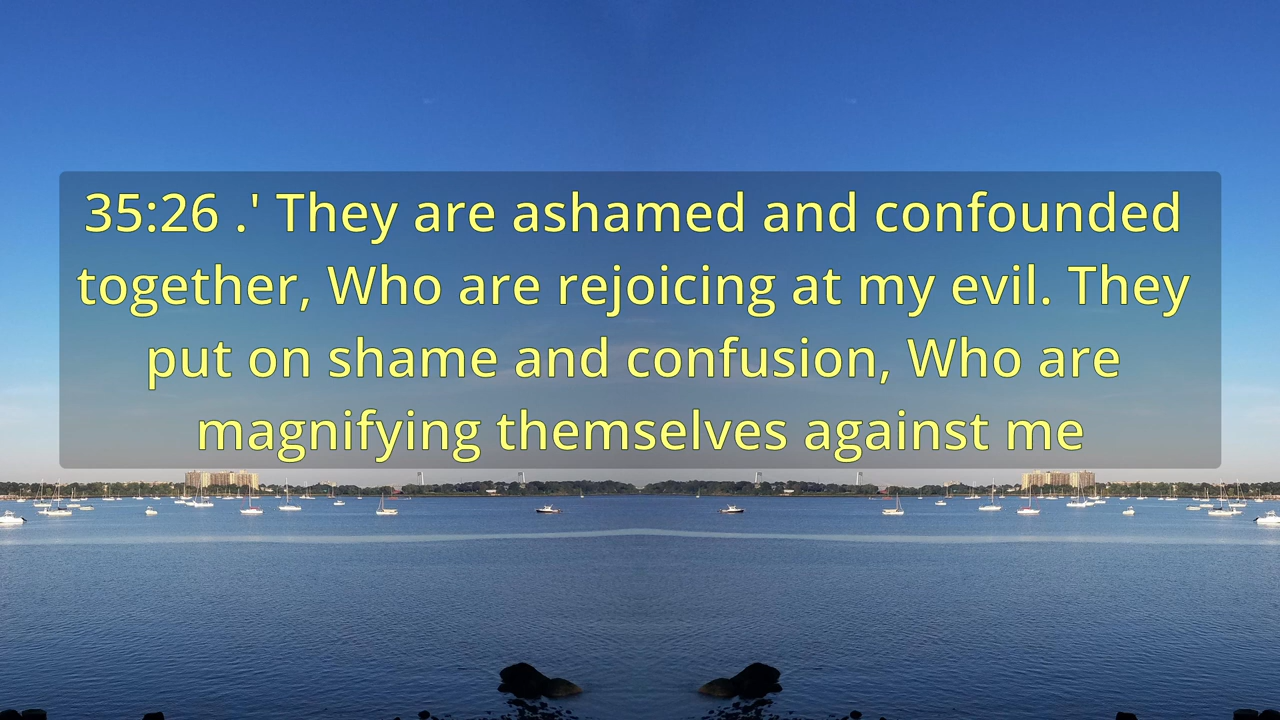 35:26 .' They are ashamed and confounded
together, Who are rejoicing at my evil. They
put on shame and confusion, Who are
magnifying themselves against me